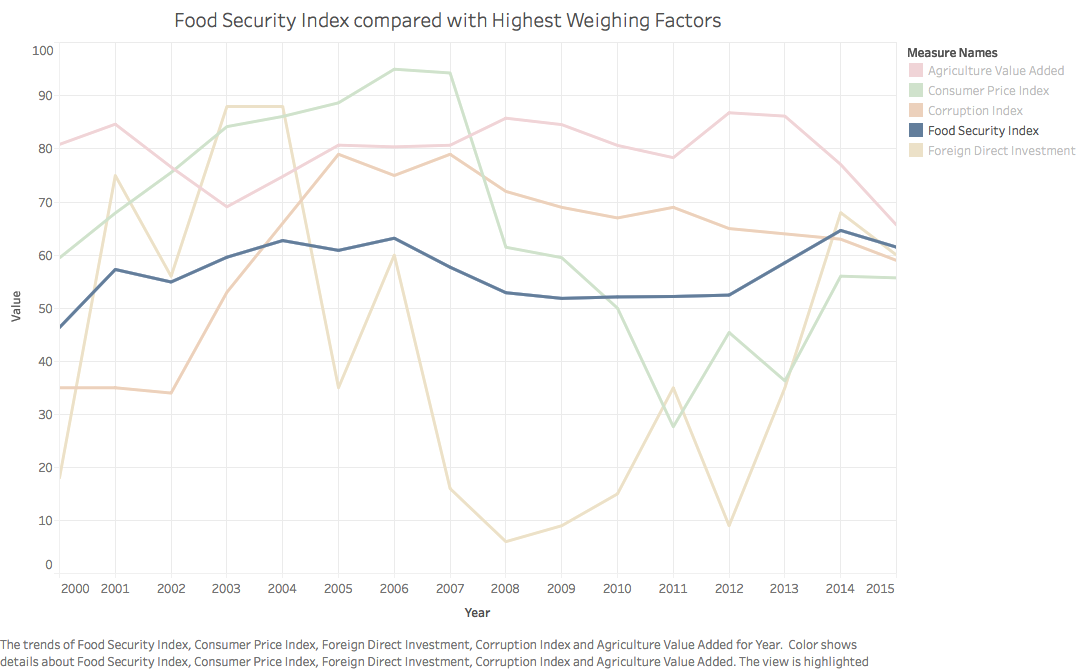 Food Security Index compared with Highest Weighing Factors
Measure Names
Agriculture Value Added
Consumer Price Index
Corruption Index
Food Security Index
Foreign Direct Investment
100
90
80
70
60
50
40
30
20
10
0
Value
2000 2001 2002 2003 2004 2005 2006 2007 2008 2009 2010 2011 2012 2013 2014 2015
Year
The trends of Food Security Index, Consumer Price Index, Foreign Direct Investment, Corruption Index and Agriculture Value Added for Year. Color shows
details about Food Security Index, Consumer Price Index, Foreign Direct Investment, Corruption Index and Agriculture Value Added. The view is highlighted